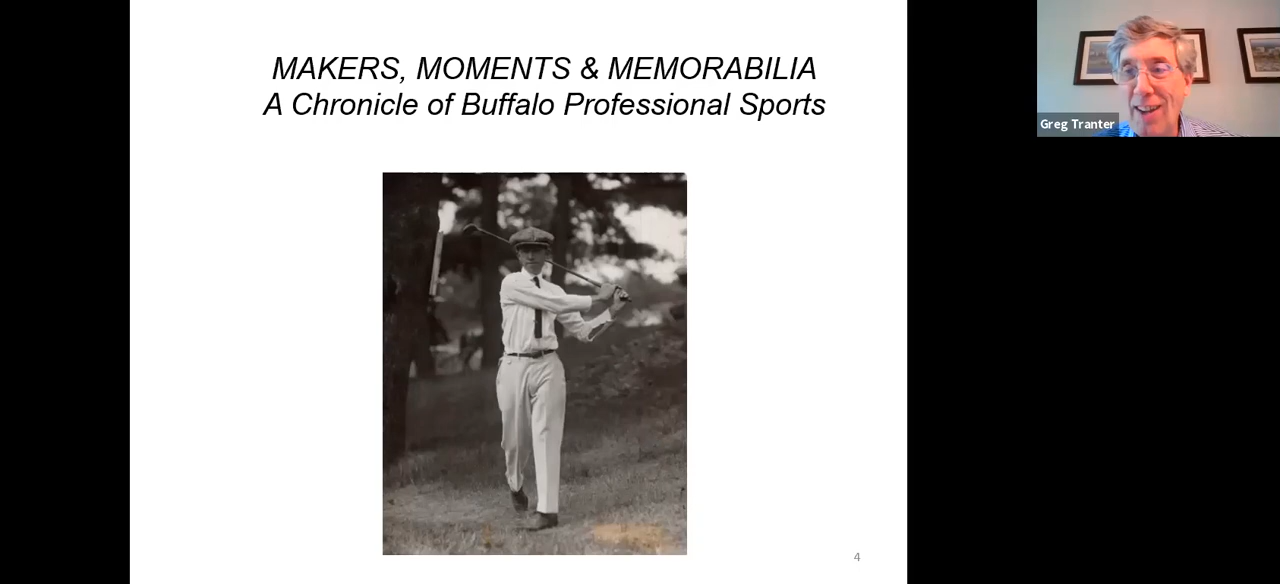 MAKERS, MOMENTS & MEMORABILIA
A Chronicle of Buffalo Professional Sports
Greg Tranter
4